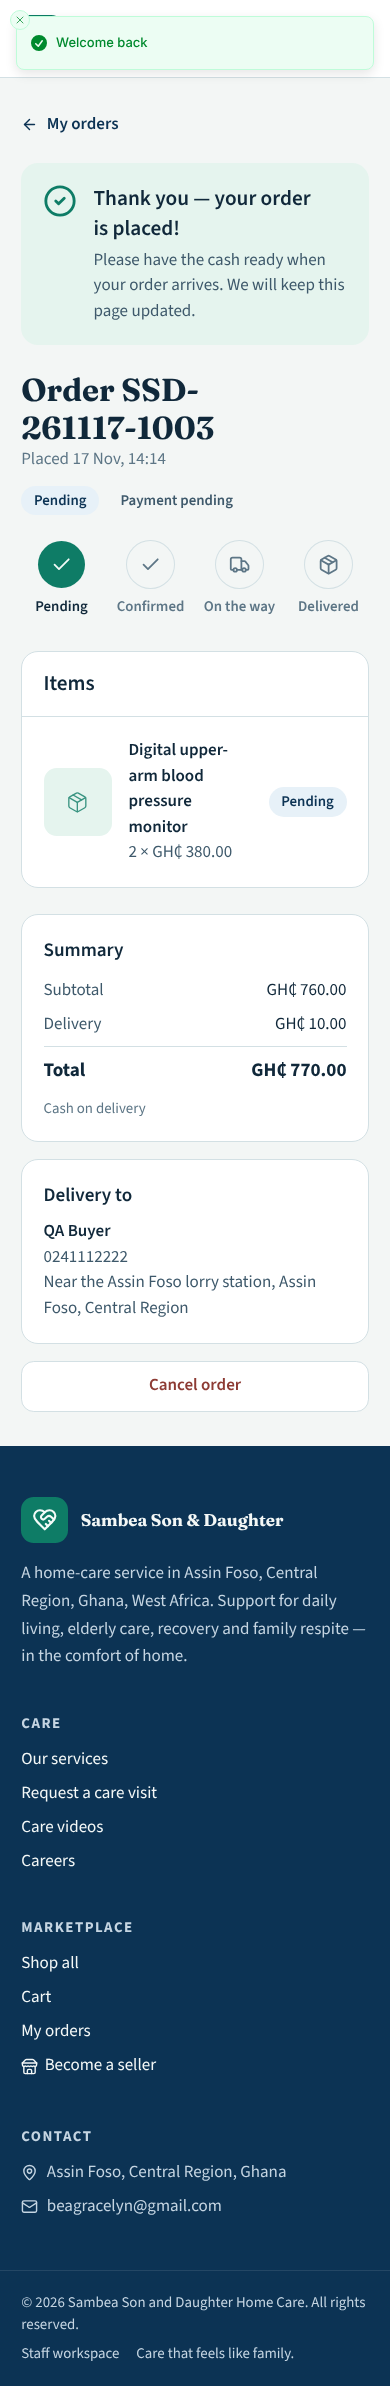 Welcome back
My orders
Thank you — your order
is placed!
Please have the cash ready when
your order arrives. We will keep this
page updated.
Order SSD-
261117-1003
Placed 17 Nov, 14:14
Pending
Payment pending
Pending
Confirmed
On the way
Delivered
Items
Digital upper-
arm blood
pressure
monitor
2 × GH₵ 380.00
Pending
Summary
Subtotal GH₵ 760.00
Delivery GH₵ 10.00
Total GH₵ 770.00
Cash on delivery
Delivery to
QA Buyer
0241112222
Near the Assin Foso lorry station, Assin
Foso, Central Region
Cancel order
Sambea Son & Daughter
A home-care service in Assin Foso, Central
Region, Ghana, West Africa. Support for daily
living, elderly care, recovery and family respite —
in the comfort of home.
CARE
Our services
Request a care visit
Care videos
Careers
MARKETPLACE
Shop all
Cart
My orders
Become a seller
CONTACT
Assin Foso, Central Region, Ghana
beagracelyn@gmail.com
© 2026 Sambea Son and Daughter Home Care. All rights
reserved.
Staff workspace Care that feels like family.